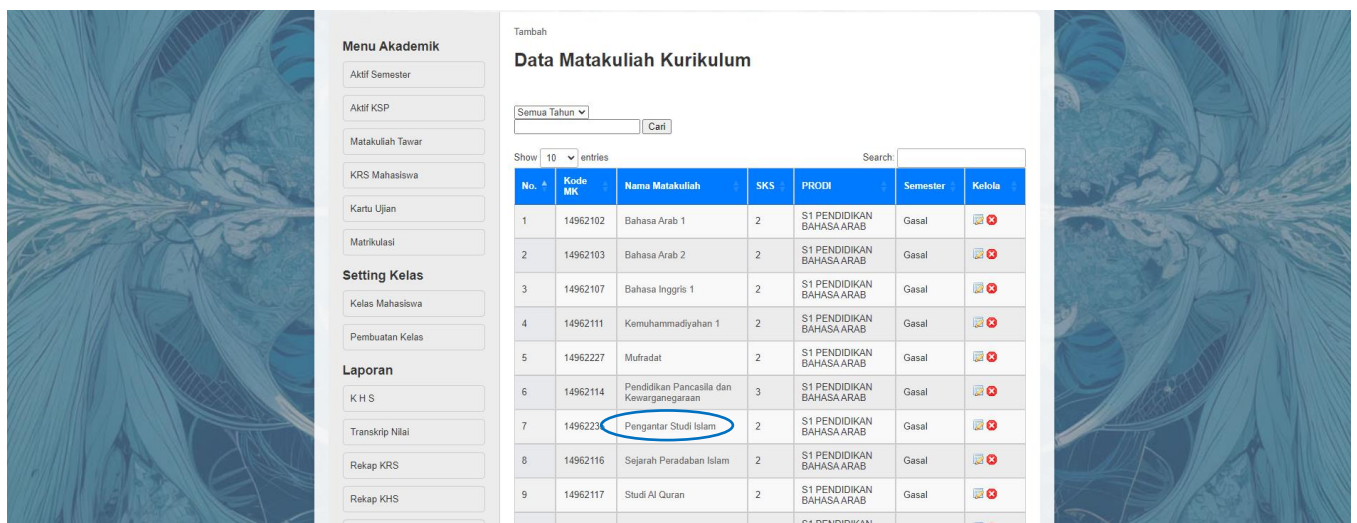 Menu Akademik
Aktif Semester
Aktif KSP
Matakuliah Tawar
KRS Mahasiswa
Kartu Ujian
Matrikulasi
Setting Kelas
Kelas Mahasiswa
Pembuatan Kelas
Laporan
K H S
Transkrip Nilai
Rekap KRS
Rekap KHS
Tambah
Data Matakuliah Kurikulum
Semua Tahun
Cari
Show 10 entries Search:
No. Kode MK Nama Matakuliah SKS PRODI Semester Kelola
1 14962102 Bahasa Arab 1 2 S1 PENDIDIKAN BAHASA ARAB Gasal
2 14962103 Bahasa Arab 2 2 S1 PENDIDIKAN BAHASA ARAB Gasal
3 14962107 Bahasa Inggris 1 2 S1 PENDIDIKAN BAHASA ARAB Gasal
4 14962111 Kemuhammadiyahan 1 2 S1 PENDIDIKAN BAHASA ARAB Gasal
5 14962227 Mufradat 2 S1 PENDIDIKAN BAHASA ARAB Gasal
6 14962114 Pendidikan Pancasila dan Kewarganegaraan 3 S1 PENDIDIKAN BAHASA ARAB Gasal
7 Pengantar Studi Islam 2 S1 PENDIDIKAN BAHASA ARAB Gasal
8 14962116 Sejarah Peradaban Islam 2 S1 PENDIDIKAN BAHASA ARAB Gasal
9 14962117 Studi Al Quran 2 S1 PENDIDIKAN BAHASA ARAB Gasal